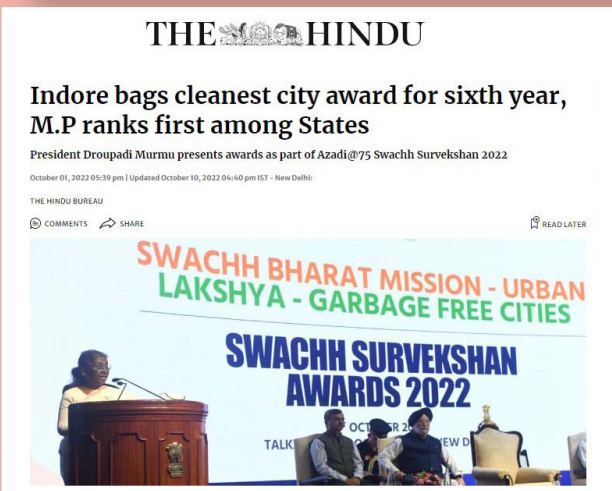 THE HINDU
Indore bags cleanest city award for sixth year,
M.P ranks first among States
President Droupadi Murmu presents awards as part of Azadi@75 Swachh Survekshan 2022
October 01, 2022 05:39 pm | Updated October 10, 2022 04:40 pm IST - New Delhi:
THE HINDU BUREAU
COMMENTS SHARE READ LATER
SWACHH BHARAT MISSION - URBAN
LAKSHYA - GARBAGE FREE CITIES
SWACHH SURVEKSHAN
AWARDS 2022